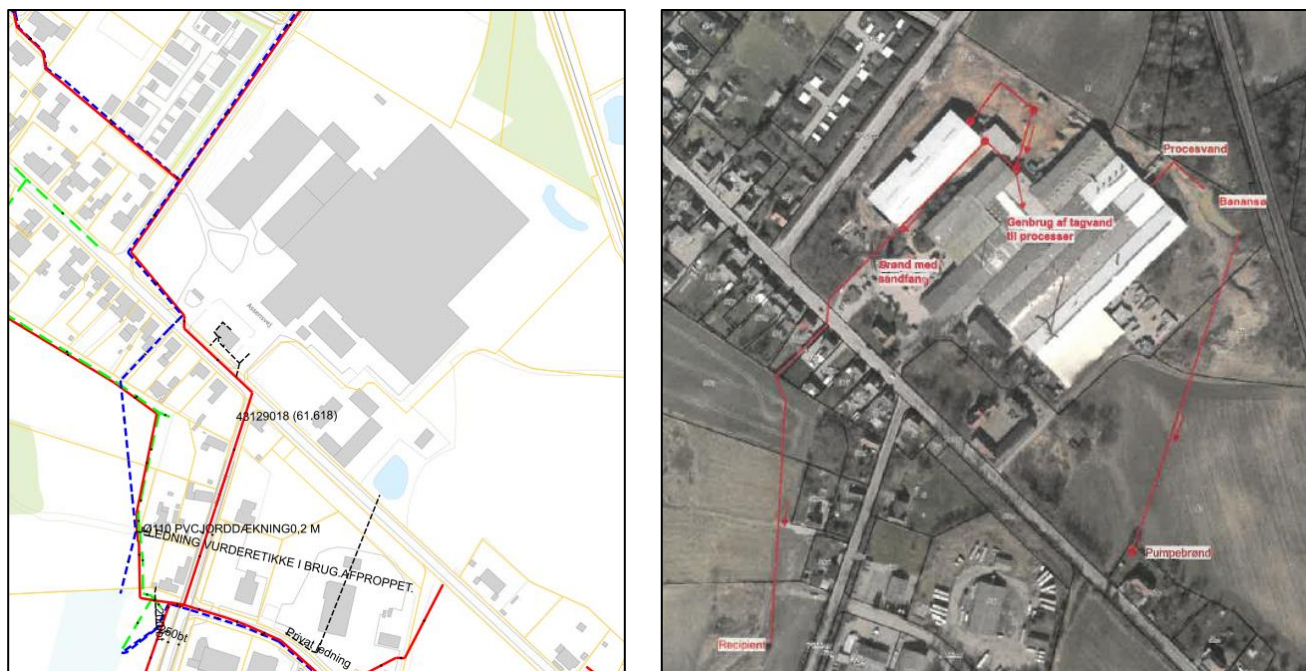 Assensvej
43129018 (61.618)
Ø110 PVCJORDDÆKNING0,2 M
LEDNING VURDERETIKKE I BRUG.AFPROPPET.
Privat ledning
Procesvand
Banansø
Genbrug af tagvand
til processer
Brønd med
sandfang
Pumpebrønd
Recipient